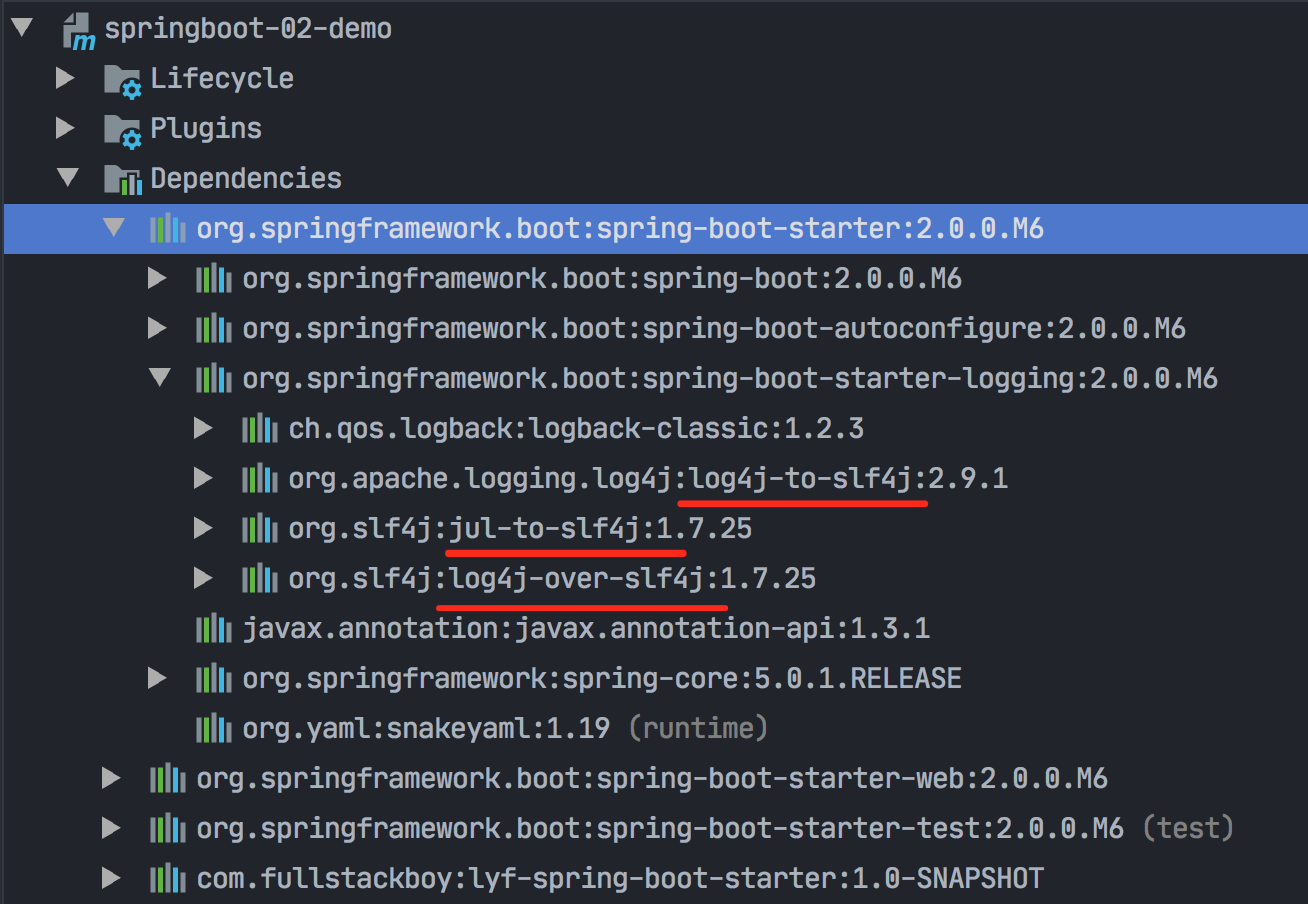 springboot-02-demo
Lifecycle
Plugins
Dependencies
org.springframework.boot:spring-boot-starter:2.0.0.M6
org.springframework.boot:spring-boot:2.0.0.M6
org.springframework.boot:spring-boot-autoconfigure:2.0.0.M6
org.springframework.boot:spring-boot-starter-logging:2.0.0.M6
ch.qos.logback:logback-classic:1.2.3
org.apache.logging.log4j:log4j-to-slf4j:2.9.1
org.slf4j:jul-to-slf4j:1.7.25
org.slf4j:log4j-over-slf4j:1.7.25
javax.annotation:javax.annotation-api:1.3.1
org.springframework:spring-core:5.0.1.RELEASE
org.yaml:snakeyaml:1.19 (runtime)
org.springframework.boot:spring-boot-starter-web:2.0.0.M6
org.springframework.boot:spring-boot-starter-test:2.0.0.M6 (test)
com.fullstackboy:lyf-spring-boot-starter:1.0-SNAPSHOT